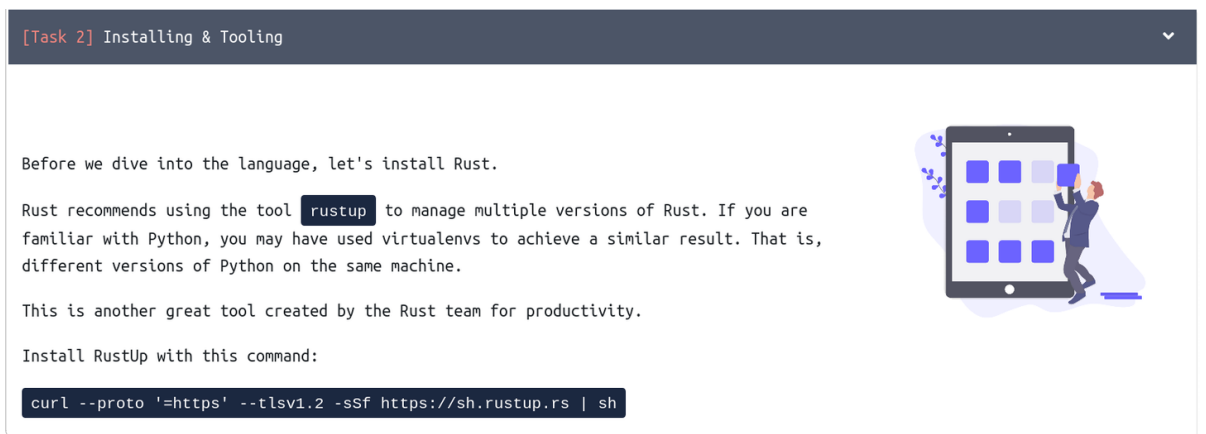 [Task 2] Installing & Tooling
Before we dive into the language, let's install Rust.
Rust recommends using the tool rustup to manage multiple versions of Rust. If you are
familiar with Python, you may have used virtualenvs to achieve a similar result. That is,
different versions of Python on the same machine.
This is another great tool created by the Rust team for productivity.
Install RustUp with this command:
curl --proto '=https' --tlsv1.2 -sSf https://sh.rustup.rs | sh